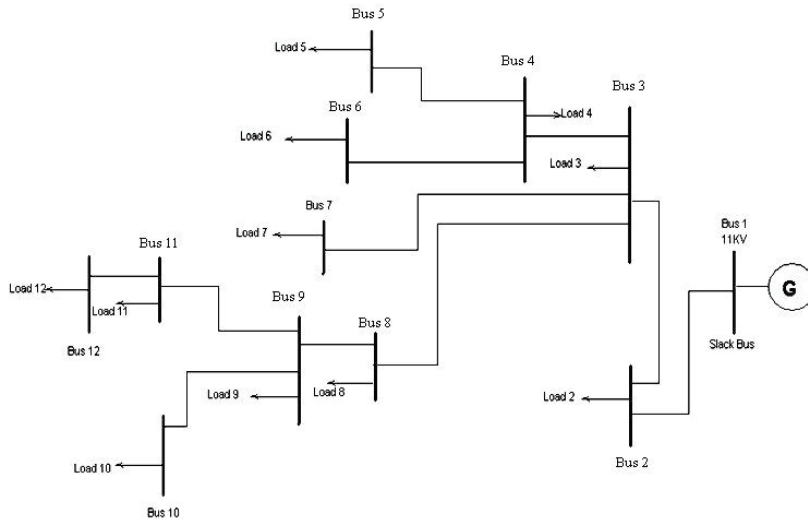 Bus 5
Load 5
Bus 4
Bus 3
Bus 6
Load 4
Load 6
Load 3
Bus 7
Load 7
Bus 1
11KV
G
Slack Bus
Bus 11
Load 12
Load 11
Bus 12
Bus 9
Bus 8
Load 9
Load 8
Load 2
Bus 2
Load 10
Bus 10